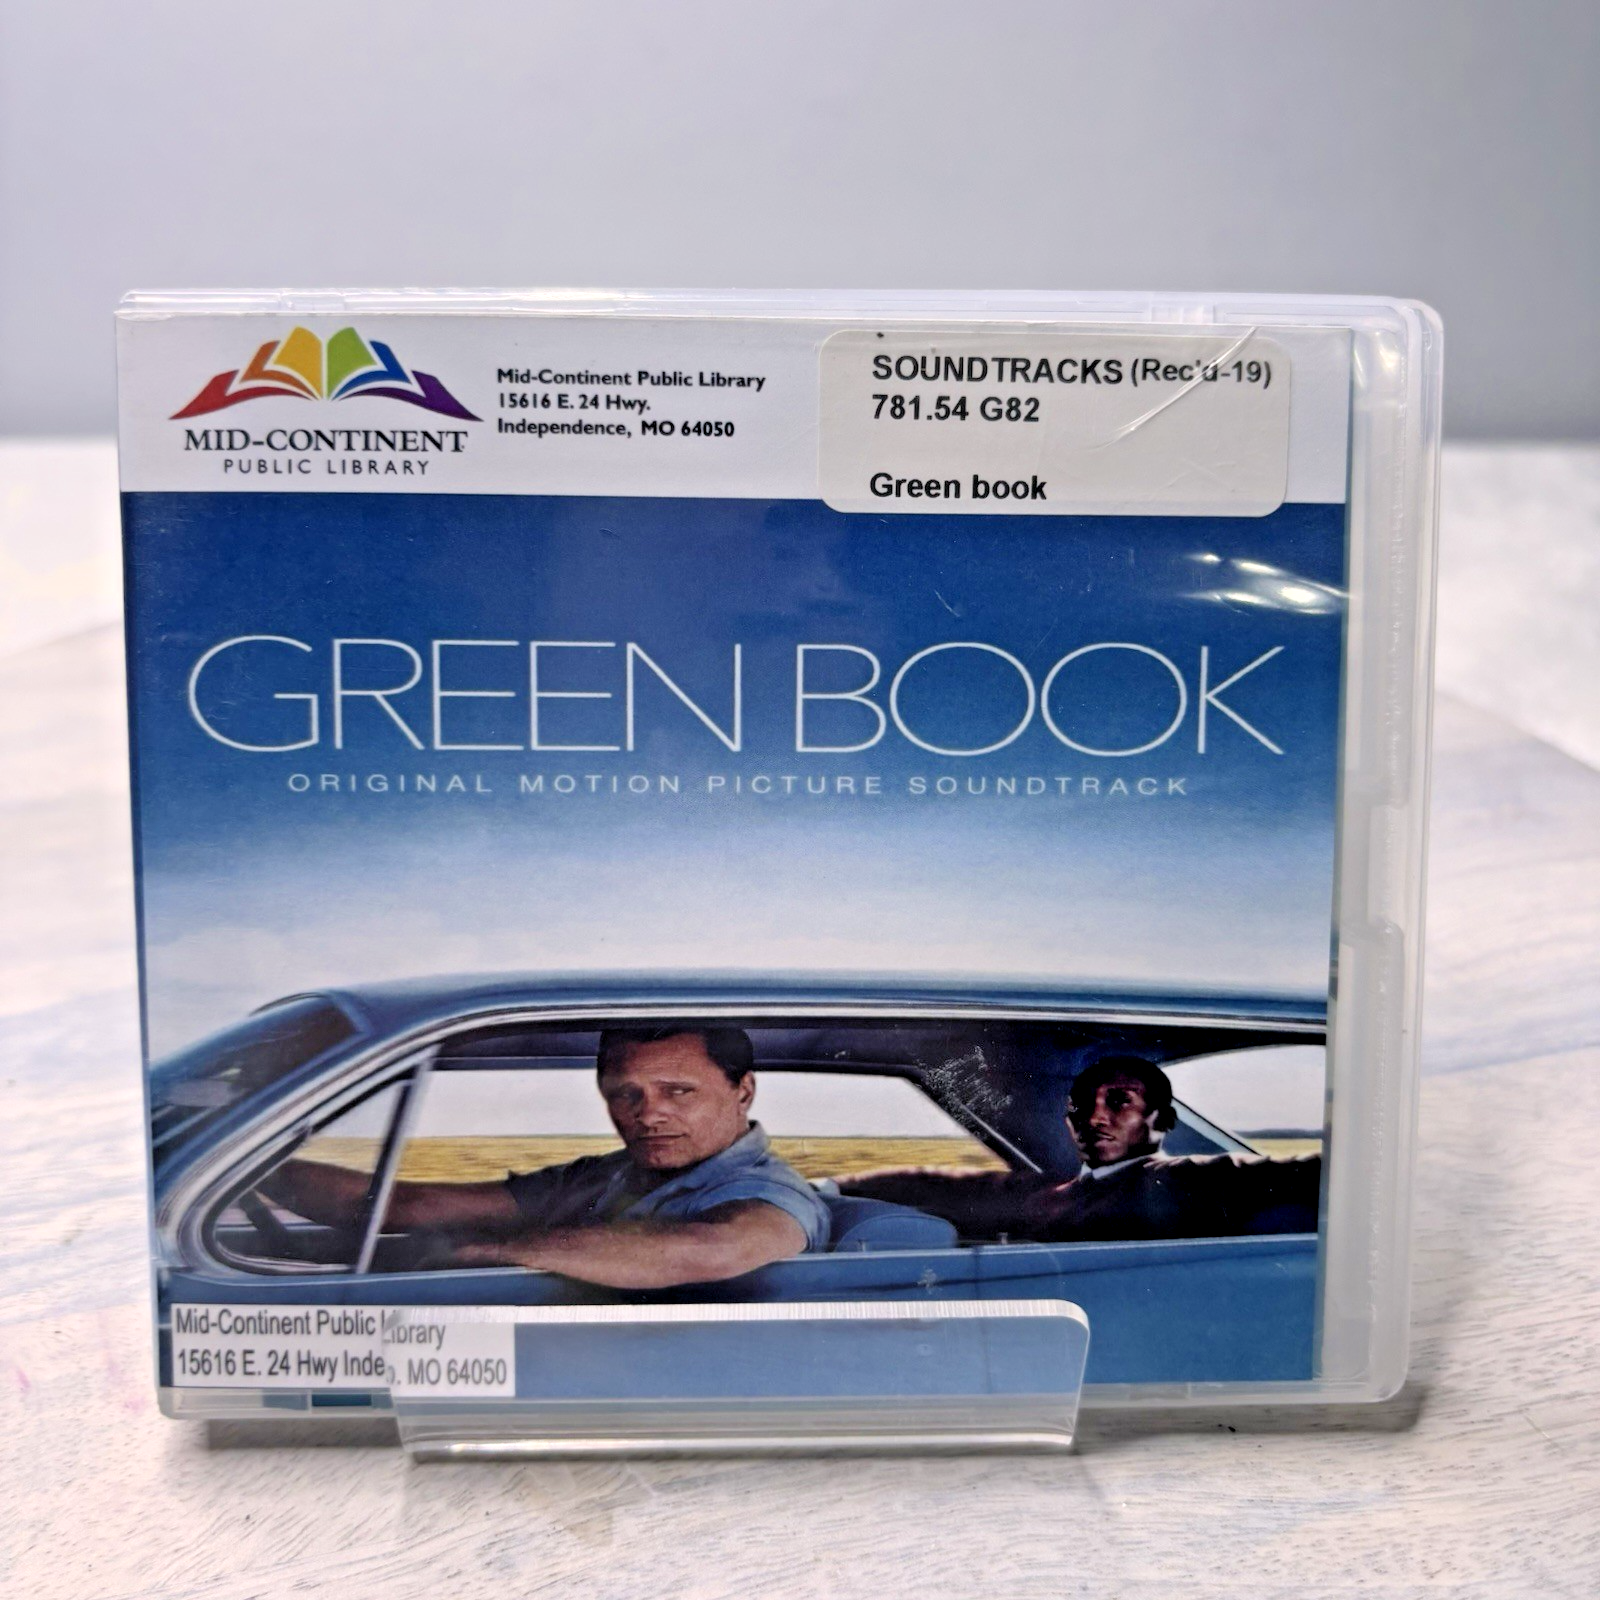 MID-CONTINENT
PUBLIC LIBRARY
Mid-Continent Public Library
15616 E. 24 Hwy.
Independence, MO 64050
SOUNDTRACKS (Rec'd-19)
781.54 G82
Green book
GREEN BOOK
ORIGINAL MOTION PICTURE SOUNDTRACK
Mid-Continent Public Library
15616 E. 24 Hwy Indep. MO 64050